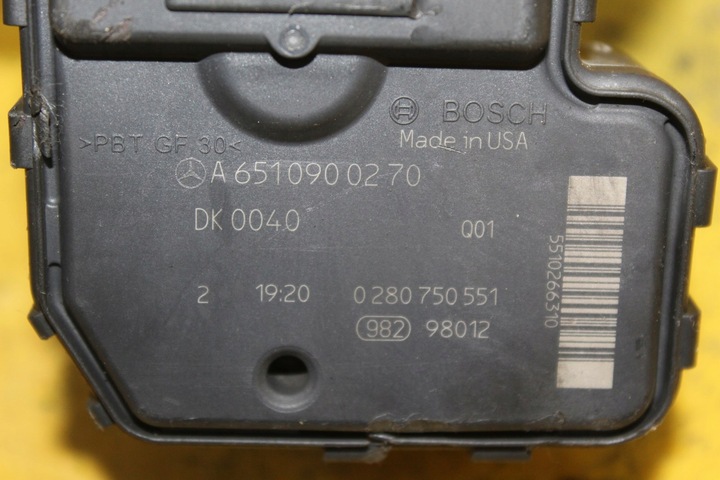 BOSCH
Made in USA
>PBT GF 30<
A 651 090 02 70
DK 0040
Q01
2 19:20 0 280 750 551
982 98012
5510266310